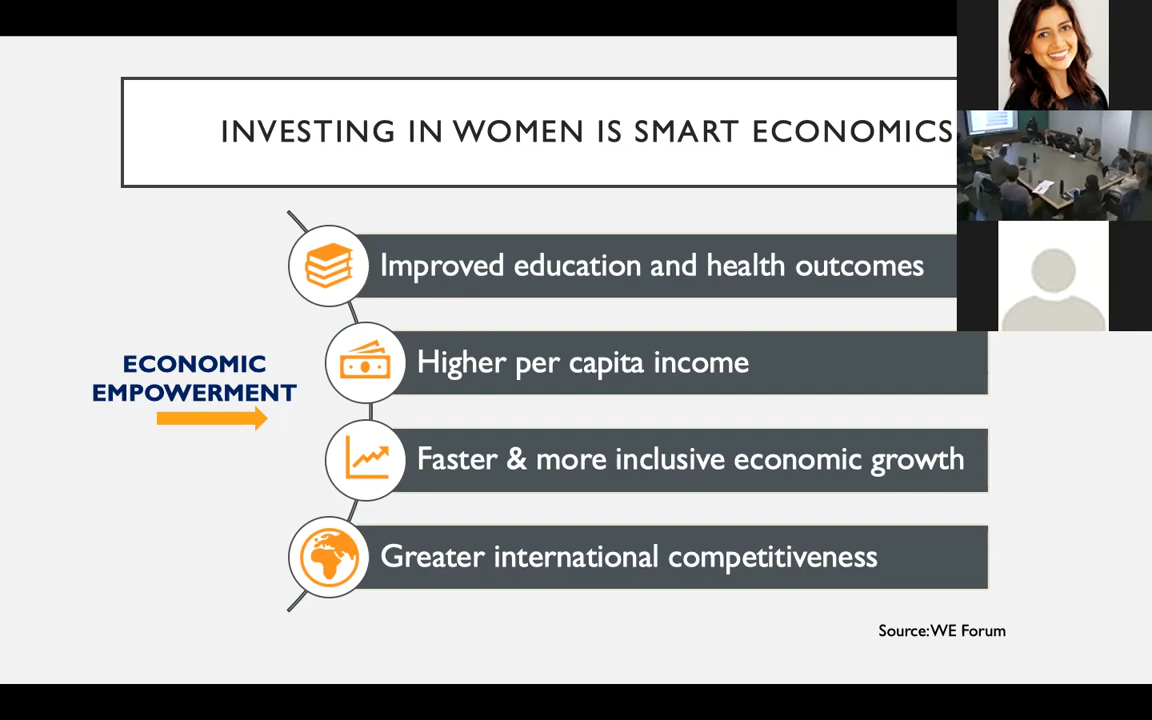 INVESTING IN WOMEN IS SMART ECONOMICS
Improved education and health outcomes
Higher per capita income
ECONOMIC
EMPOWERMENT
Faster & more inclusive economic growth
Greater international competitiveness
Source:WE Forum